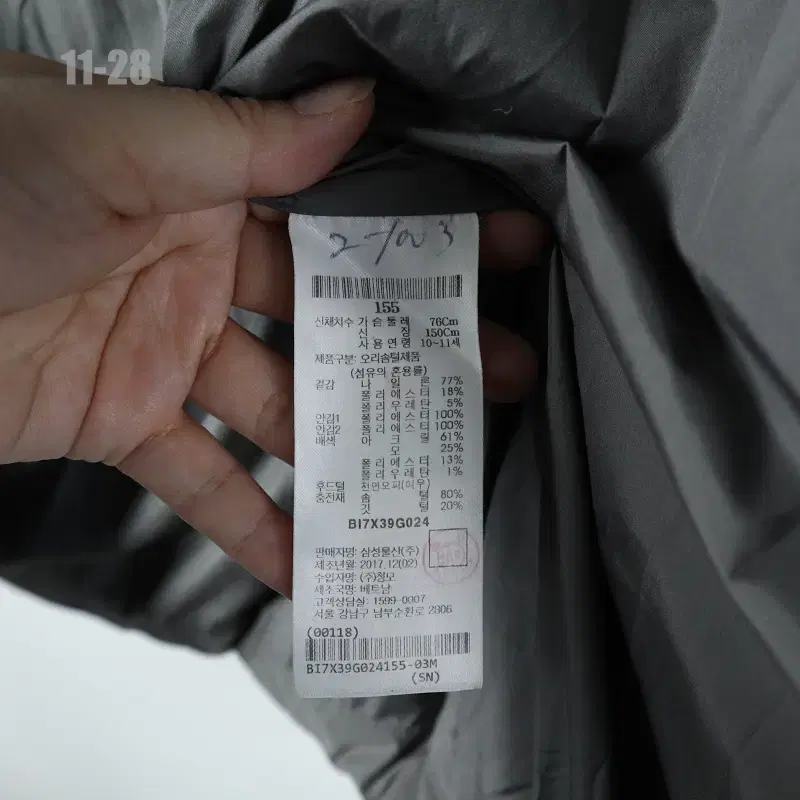 11-28
155
신체치수 가 슴 둘 레 76Cm
신 장 150Cm
사 용 연 령 10~11세
제품구분: 오리솜털제품
(섬유의 혼용률)
겉감 나 일 론 77%
폴 리 에 스 터 18%
폴 리 우 레 탄 5%
안감1 폴 리 에 스 터 100%
안감2 폴 리 에 스 터 100%
배색 아 크 릴 61%
모 25%
폴 리 에 스 터 13%
폴 리 우 레 탄 1%
후드털 천연모피(여우)
충전재 솜 털 80%
깃 털 20%
BI7X39G024
판매자명: 삼성물산(주)
제조년월: 2017.12(02)
수입자명: (주)청모
제조국명: 베트남
고객상담실: 1599-0007
서울 강남구 남부순환로 2806
(00118)
BI7X39G024155-03M
(SN)